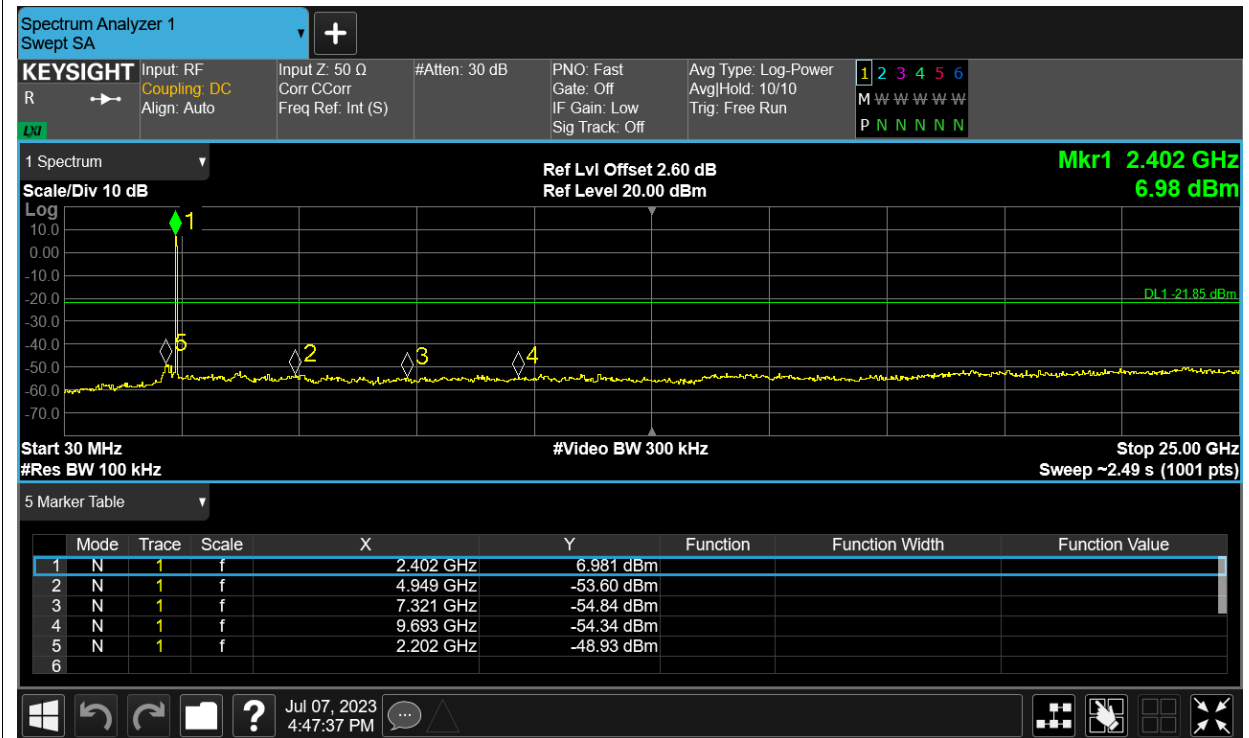 Spectrum Analyzer 1
Swept SA
KEYSIGHT
R
LXI
Input: RF
Coupling: DC
Align: Auto
Input Z: 50 Ω
Corr CCorr
Freq Ref: Int (S)
#Atten: 30 dB
PNO: Fast
Gate: Off
IF Gain: Low
Sig Track: Off
Avg Type: Log-Power
Avg|Hold: 10/10
Trig: Free Run
1 2 3 4 5 6
M W W W W W
P N N N N N
1 Spectrum
Scale/Div 10 dB
Ref Lvl Offset 2.60 dB
Ref Level 20.00 dBm
Mkr1 2.402 GHz
6.98 dBm
Log
10.0
0.00
-10.0
-20.0
-30.0
-40.0
-50.0
-60.0
-70.0
1
5
2
3
4
DL1 -21.85 dBm
Start 30 MHz
#Video BW 300 kHz
Stop 25.00 GHz
#Res BW 100 kHz
Sweep ~2.49 s (1001 pts)
5 Marker Table
Mode Trace Scale X Y Function Function Width Function Value
1 N 1 f 2.402 GHz 6.981 dBm
2 N 1 f 4.949 GHz -53.60 dBm
3 N 1 f 7.321 GHz -54.84 dBm
4 N 1 f 9.693 GHz -54.34 dBm
5 N 1 f 2.202 GHz -48.93 dBm
6
?
Jul 07, 2023
4:47:37 PM